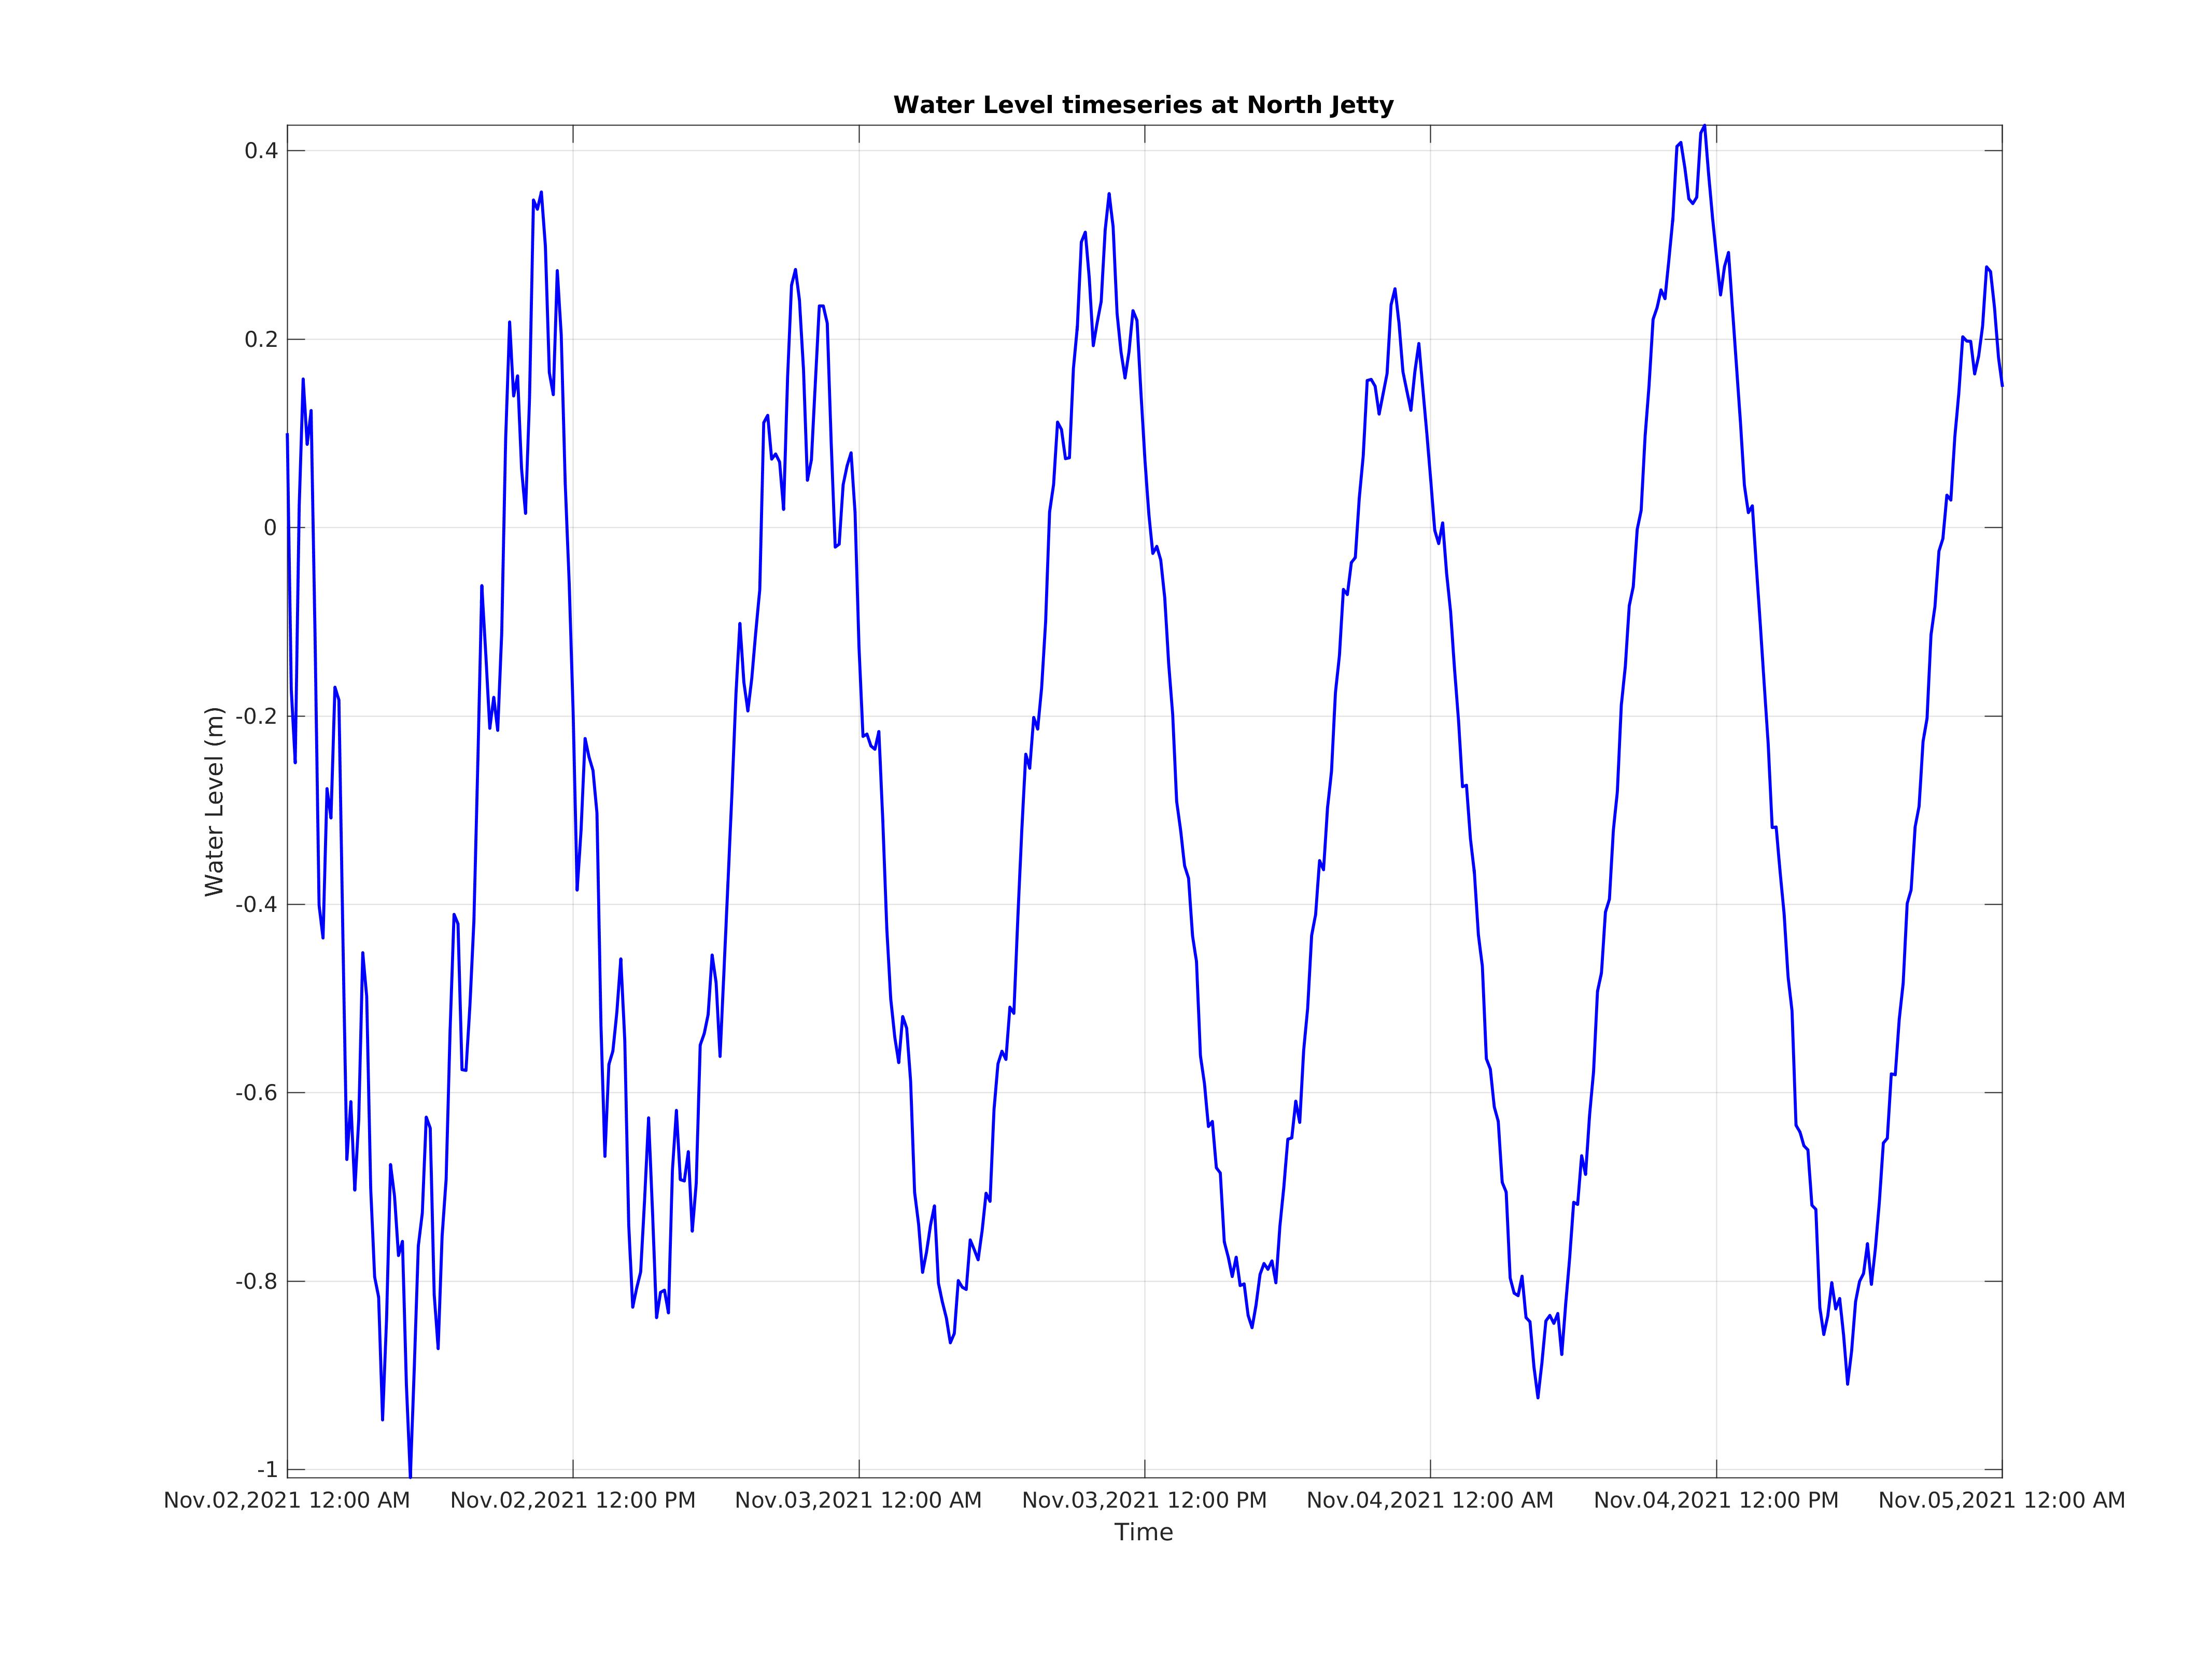 Water Level timeseries at North Jetty
0.4
0.2
0
-0.2
-0.4
-0.6
-0.8
-1
Water Level (m)
Nov.02,2021 12:00 AM
Nov.02,2021 12:00 PM
Nov.03,2021 12:00 AM
Nov.03,2021 12:00 PM
Nov.04,2021 12:00 AM
Nov.04,2021 12:00 PM
Nov.05,2021 12:00 AM
Time